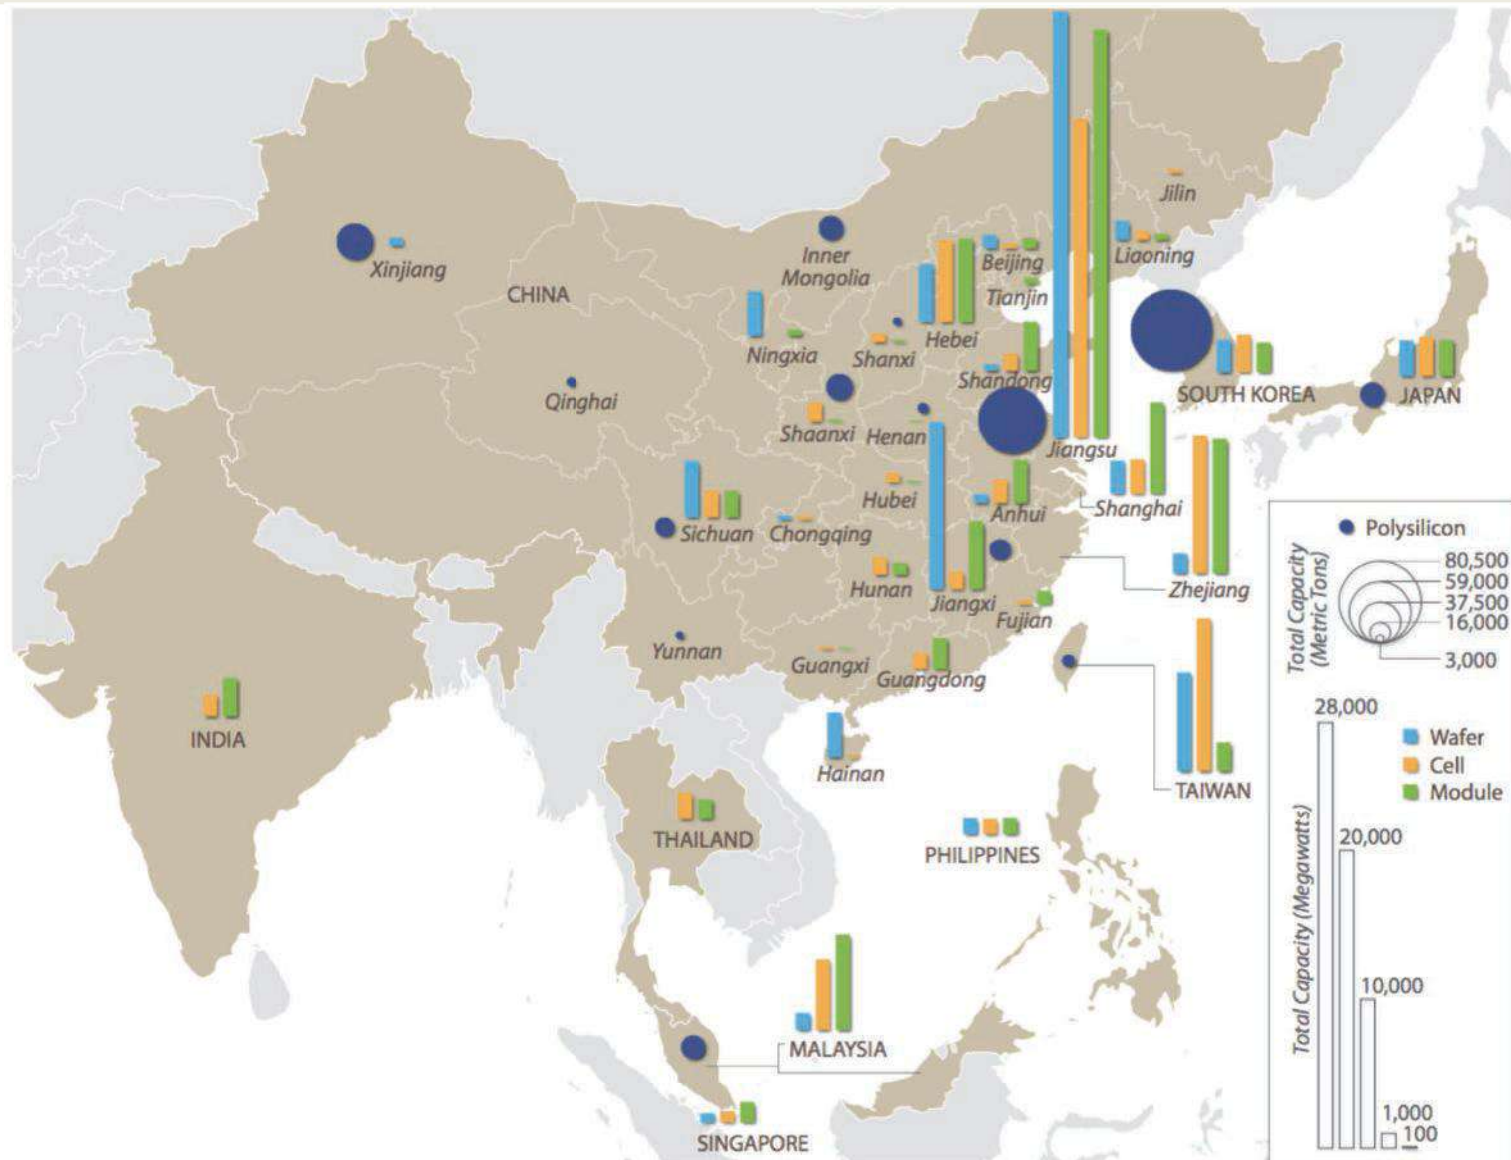 Jilin
Xinjiang
CHINA
Inner
Mongolia
Beijing
Tianjin
Liaoning
Ningxia
Shanxi
Hebei
Shandong
Qinghai
Shaanxi
Henan
Jiangsu
SOUTH KOREA
JAPAN
Hubei
Anhui
Shanghai
Sichuan
Chongqing
Hunan
Jiangxi
Fujian
Zhejiang
Yunnan
Guangxi
Guangdong
INDIA
Hainan
TAIWAN
THAILAND
PHILIPPINES
MALAYSIA
SINGAPORE
Polysilicon
Total Capacity
(Metric Tons)
80,500
59,000
37,500
16,000
3,000
28,000
Wafer
Cell
Module
Total Capacity (Megawatts)
20,000
10,000
1,000
100